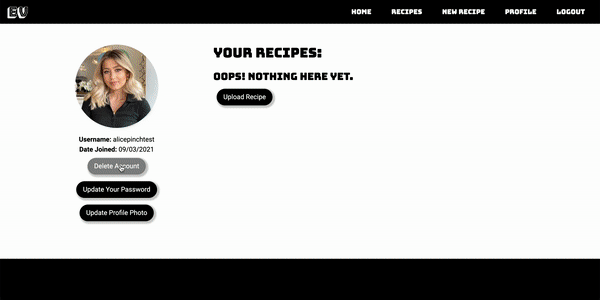 EV
HOME
RECIPES
NEW RECIPE
PROFILE
LOGOUT
YOUR RECIPES:
OOPS! NOTHING HERE YET.
Upload Recipe
Username: alicepinchtest
Date Joined: 09/03/2021
Delete Account
Update Your Password
Update Profile Photo